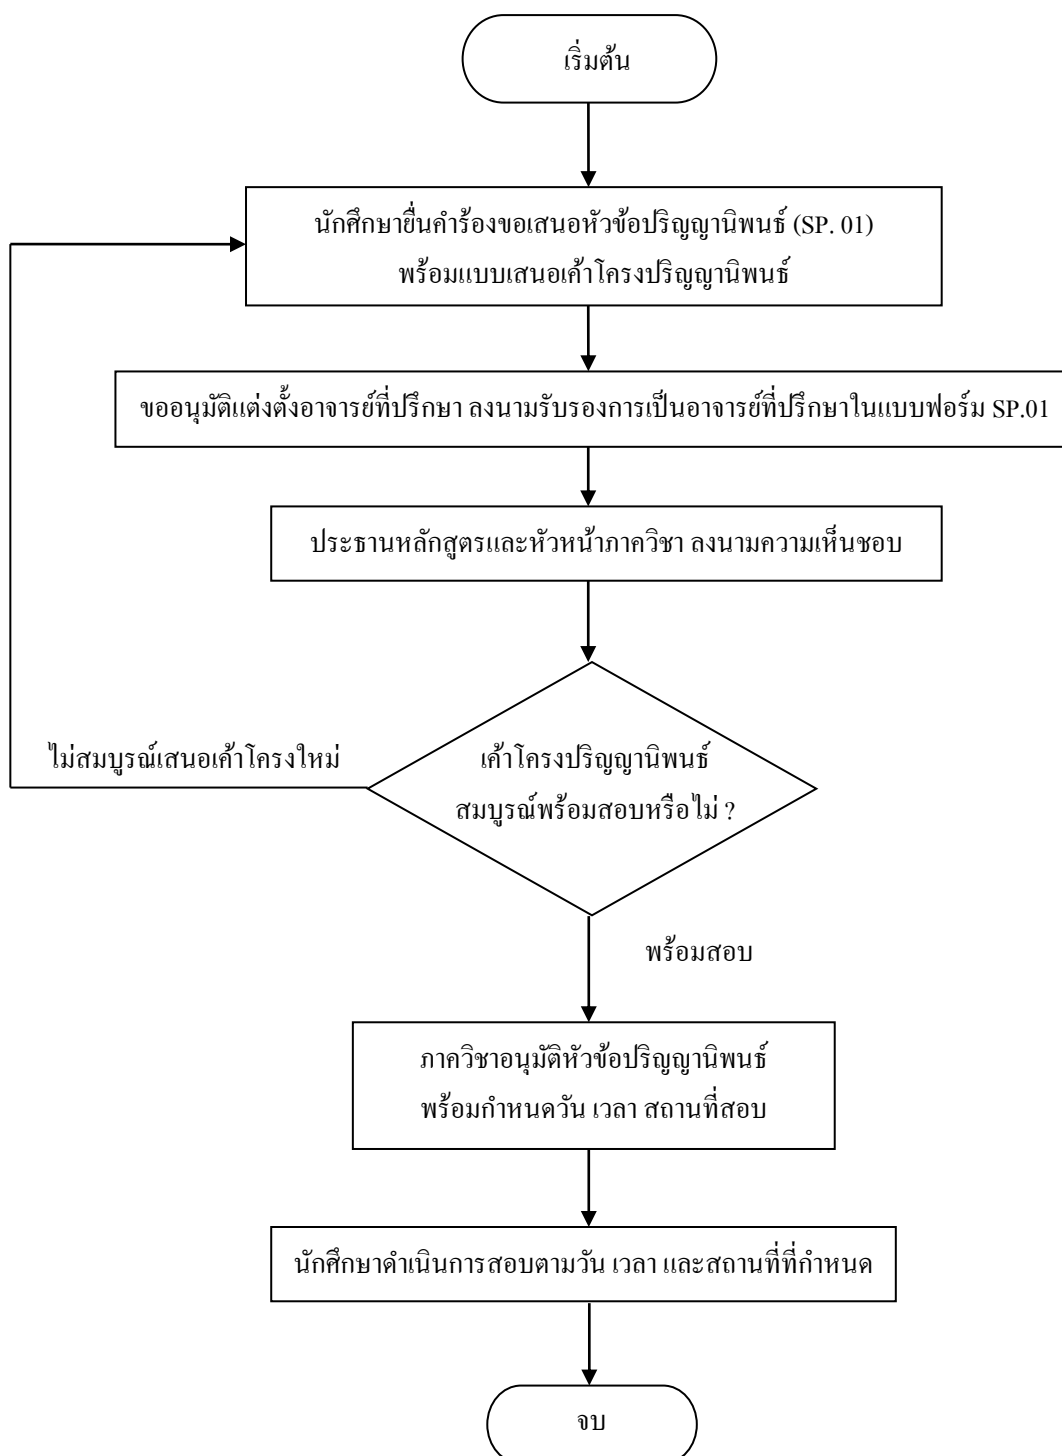 เริ่มต้น
นักศึกษายื่นคำร้องขอเสนอหัวข้อปริญญานิพนธ์ (SP. 01)
พร้อมแบบเสนอเค้าโครงปริญญานิพนธ์
ขออนุมัติแต่งตั้งอาจารย์ที่ปรึกษา ลงนามรับรองการเป็นอาจารย์ที่ปรึกษาในแบบฟอร์ม SP.01
ประธานหลักสูตรและหัวหน้าภาควิชา ลงนามความเห็นชอบ
ไม่สมบูรณ์เสนอเค้าโครงใหม่
เค้าโครงปริญญานิพนธ์
สมบูรณ์พร้อมสอบหรือไม่ ?
พร้อมสอบ
ภาควิชาอนุมัติหัวข้อปริญญานิพนธ์
พร้อมกำหนดวัน เวลา สถานที่สอบ
นักศึกษาดำเนินการสอบตามวัน เวลา และสถานที่ที่กำหนด
จบ